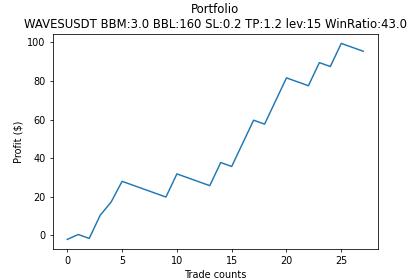 Portfolio
WAVESUSDT BBM:3.0 BBL:160 SL:0.2 TP:1.2 lev:15 WinRatio:43.0
100
80
60
40
20
0
Profit ($)
0 5 10 15 20 25
Trade counts